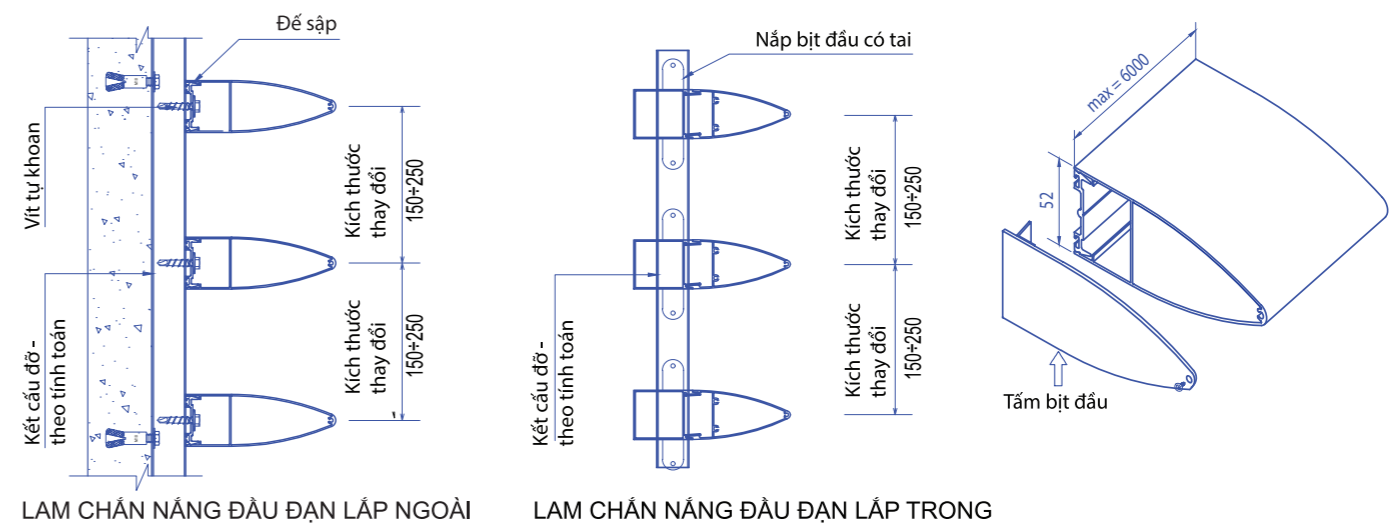 Đế sập
Vít tự khoan
Kết cấu đỡ -
theo tính toán
Kích thước
thay đổi
150÷250
Kích thước
thay đổi
150÷250
LAM CHẮN NẮNG ĐẦU ĐẠN LẮP NGOÀI
Nắp bịt đầu có tai
Kết cấu đỡ -
theo tính toán
Kích thước
thay đổi
150÷250
Kích thước
thay đổi
150÷250
LAM CHẮN NẮNG ĐẦU ĐẠN LẮP TRONG
max = 6000
52
Tấm bịt đầu